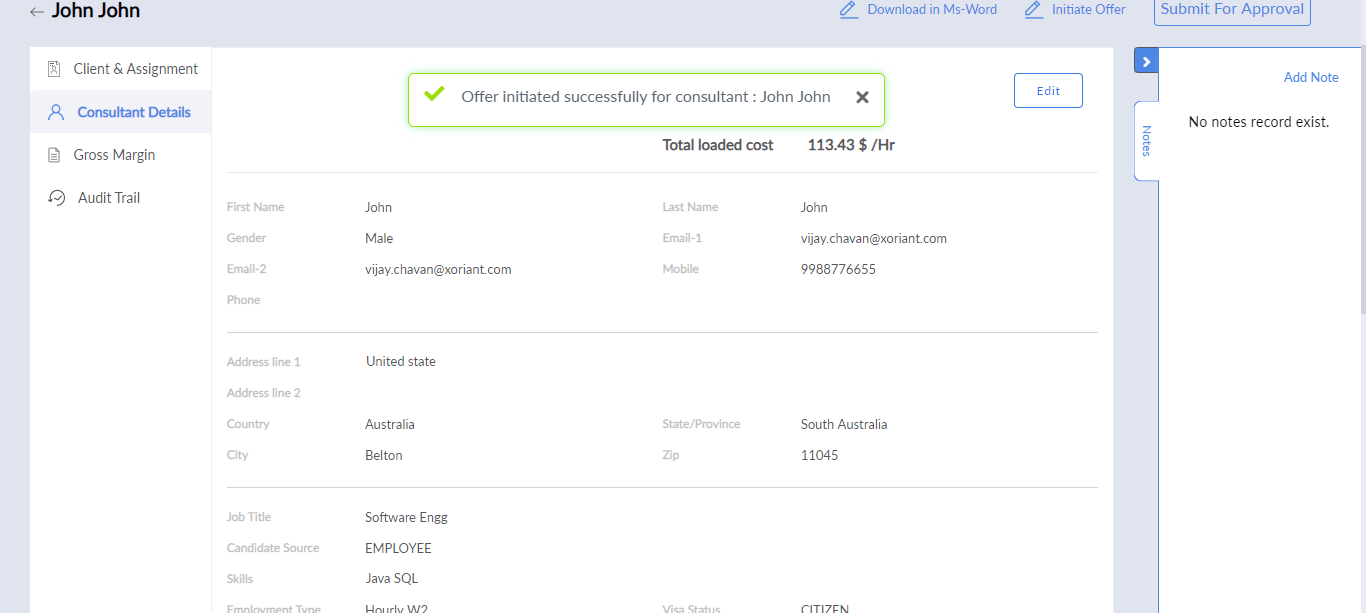 John John
Download in Ms-Word
Initiate Offer
Submit For Approval
Client & Assignment
Consultant Details
Gross Margin
Audit Trail
Offer initiated successfully for consultant : John John
Edit
Total loaded cost 113.43 $ /Hr
First Name John Last Name John
Gender Male Email-1 vijay.chavan@xoriant.com
Email-2 vijay.chavan@xoriant.com Mobile 9988776655
Phone
Address line 1 United state
Address line 2
Country Australia State/Province South Australia
City Belton Zip 11045
Job Title Software Engg
Candidate Source EMPLOYEE
Skills Java SQL
Employment Type Hourly W2 Visa Status CITIZEN
Add Note
Notes
No notes record exist.